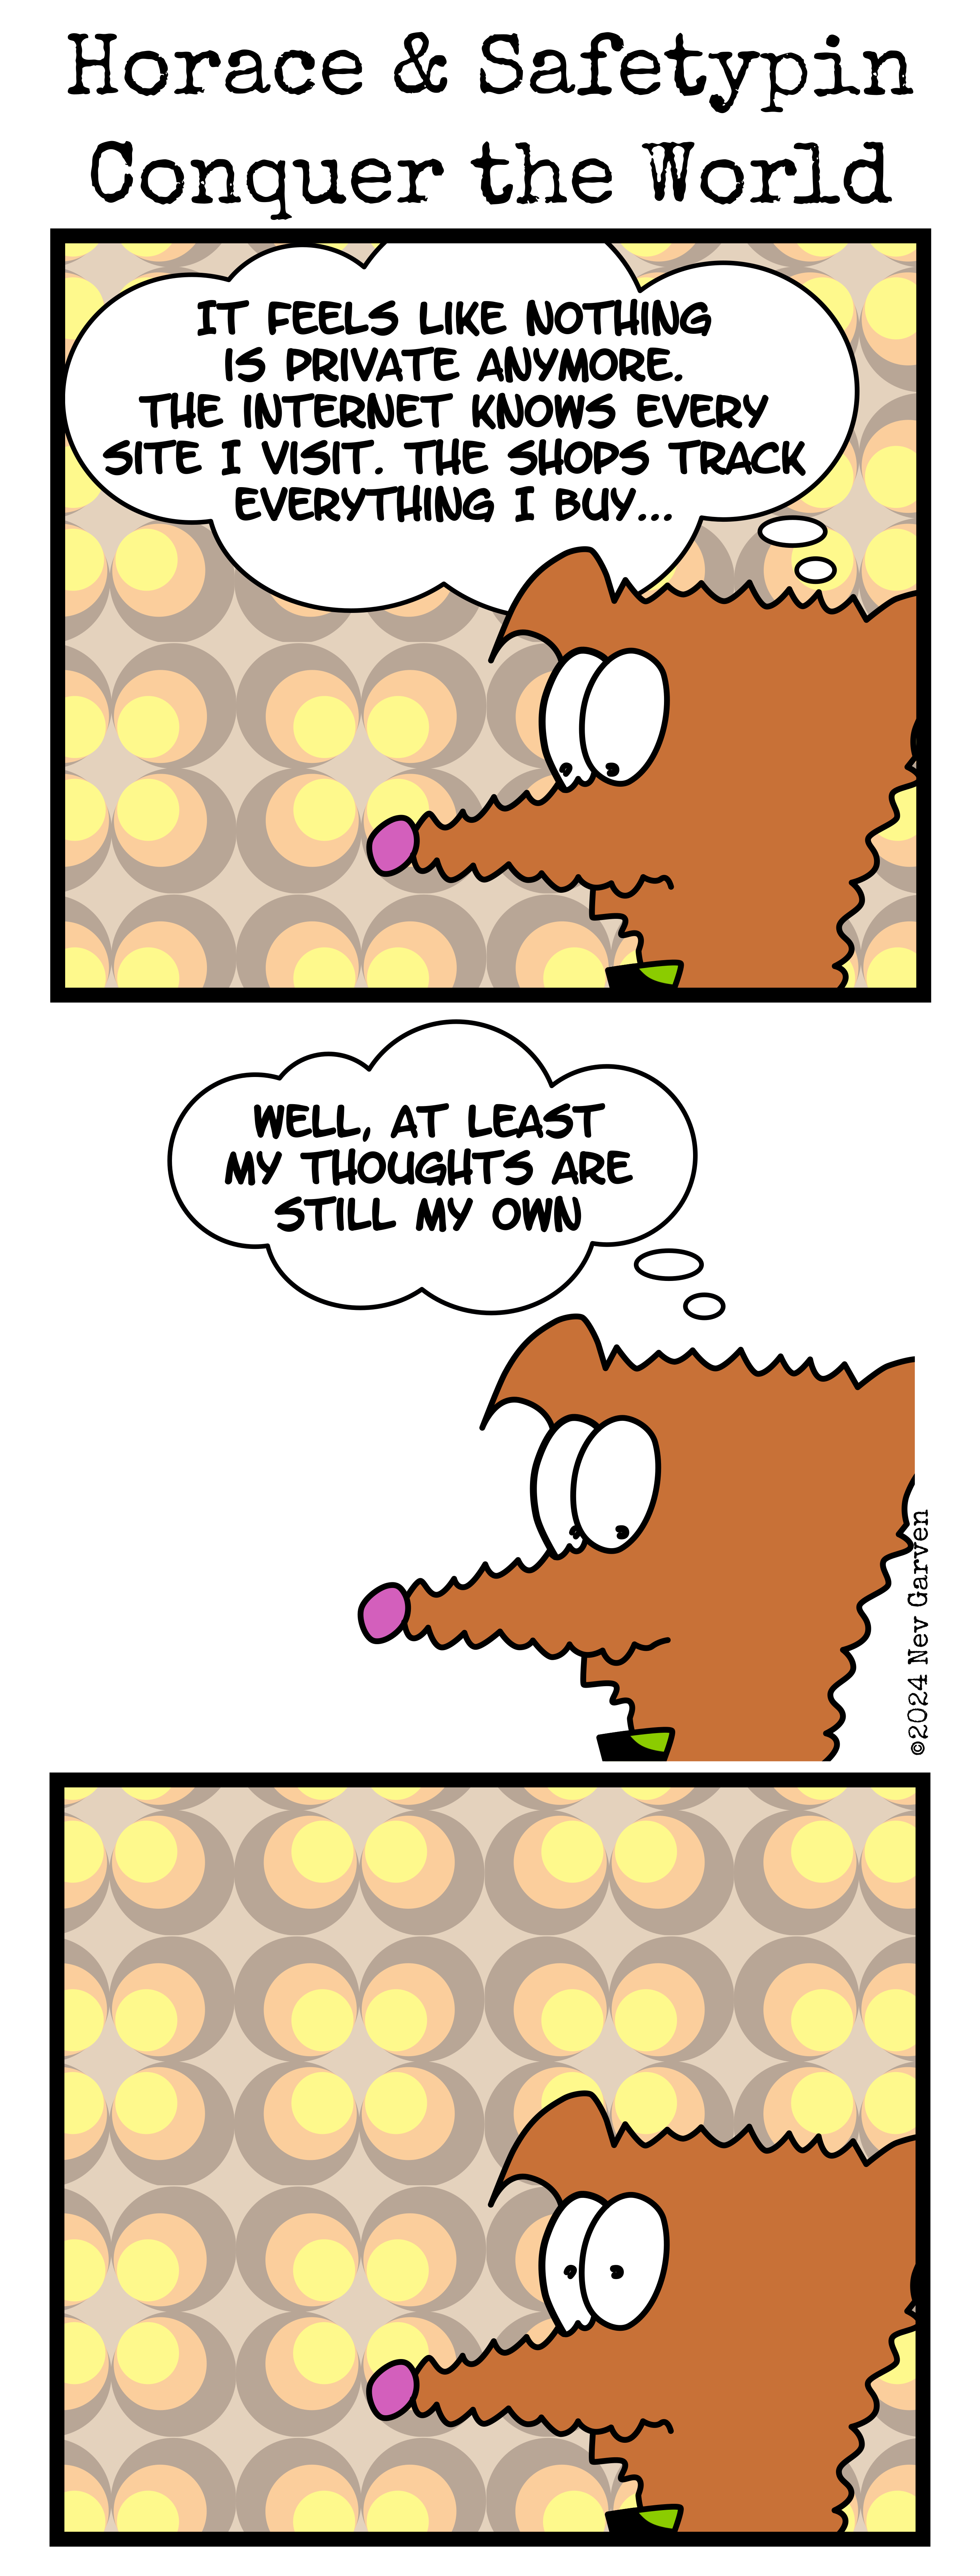 Horace & Safetypin
Conquer the World
IT FEELS LIKE NOTHING
IS PRIVATE ANYMORE.
THE INTERNET KNOWS EVERY
SITE I VISIT. THE SHOPS TRACK
EVERYTHING I BUY...
WELL, AT LEAST
MY THOUGHTS ARE
STILL MY OWN
©2024 Nev Garven